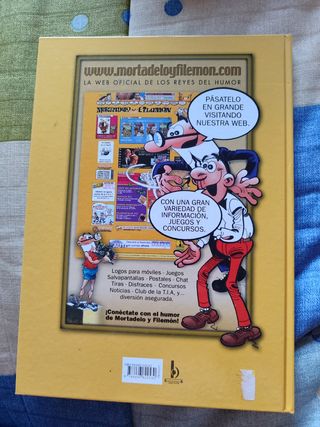 www.mortadeloyfilemon.com
LA WEB OFICIAL DE LOS REYES DEL HUMOR
MORTADELO y FILEMÓN
PÁSATELO
EN GRANDE
VISITANDO
NUESTRA WEB.
CON UNA GRAN
VARIEDAD DE
INFORMACIÓN,
JUEGOS Y
CONCURSOS.
Logos para móviles · Juegos
Salvapantallas · Postales · Chat
Tiras · Disfraces · Concursos
Noticias · Club de la T.I.A, y...
diversión asegurada.
¡Conéctate con el humor
de Mortadelo y Filemón!